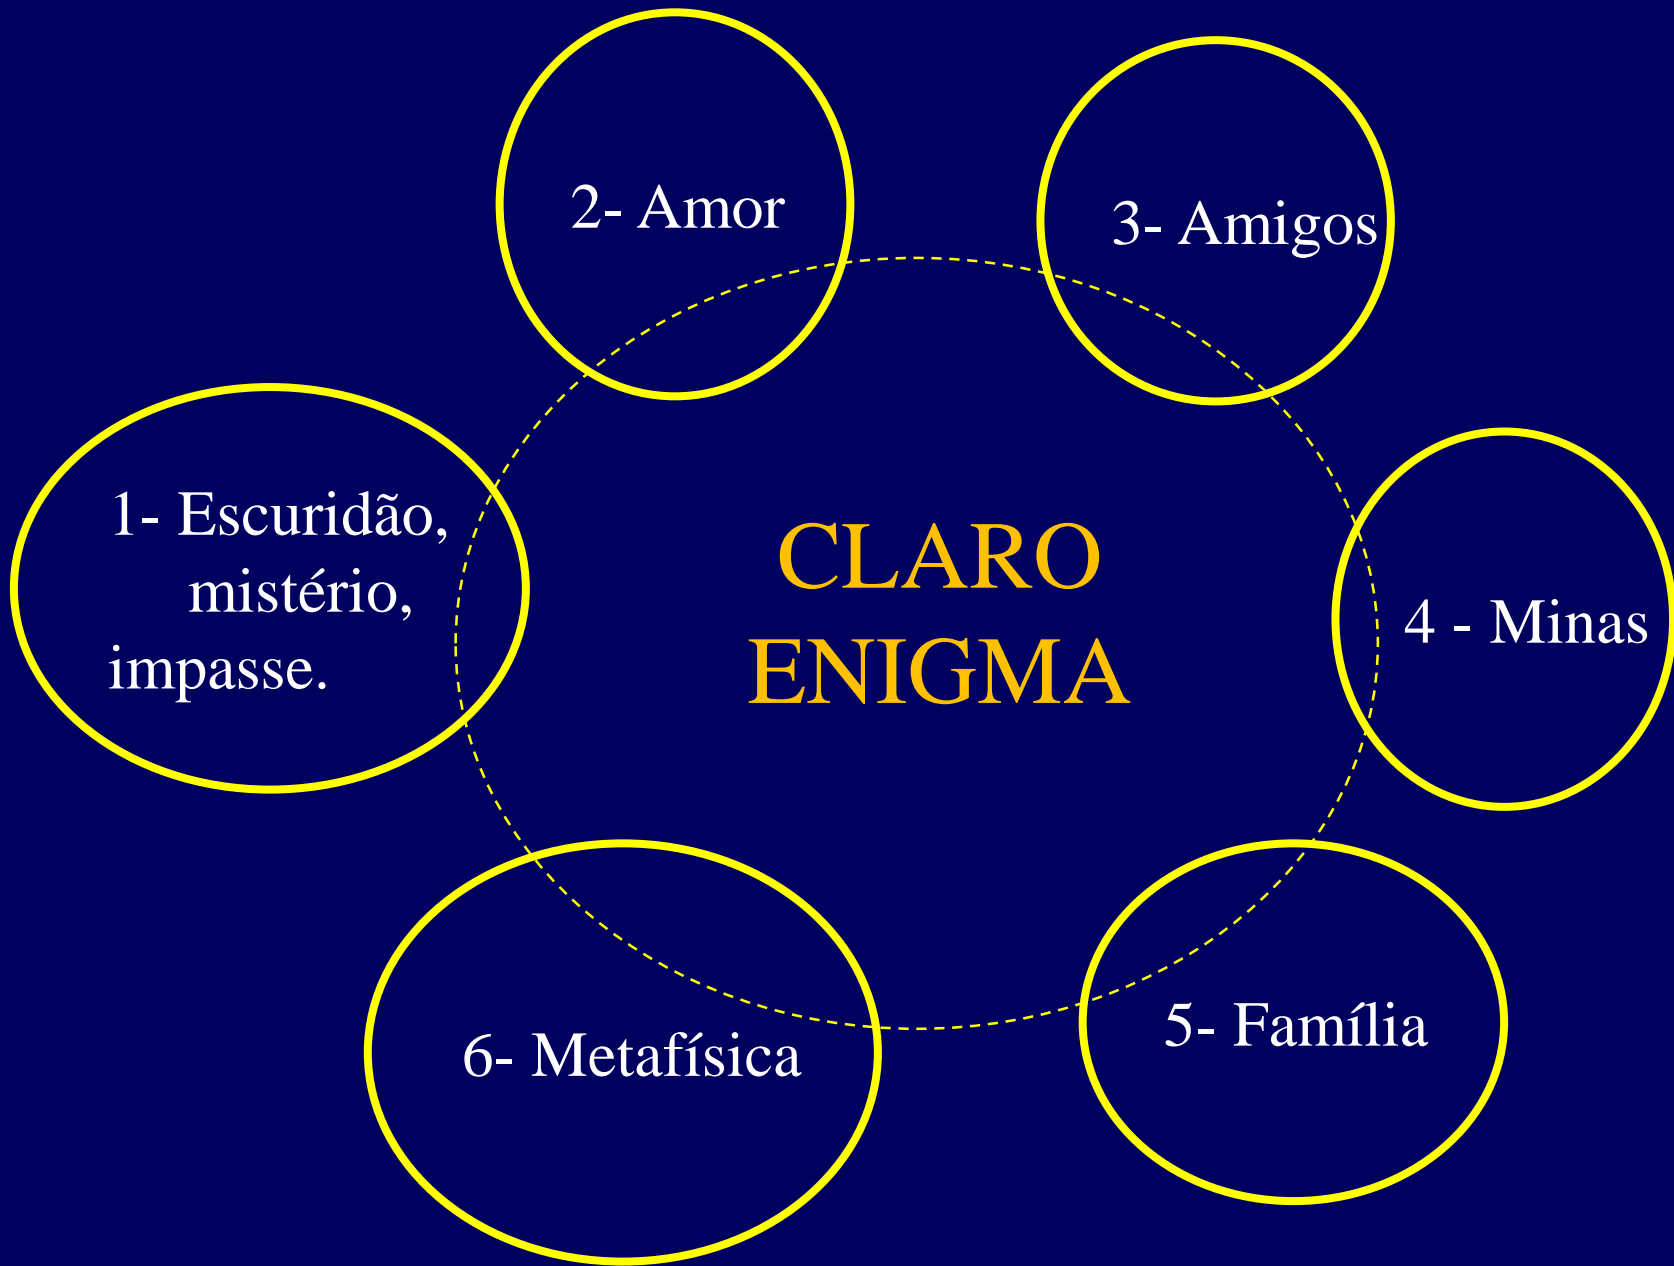 2- Amor
3- Amigos
1- Escuridão,
mistério,
impasse.
CLARO
ENIGMA
4 - Minas
5- Família
6- Metafísica